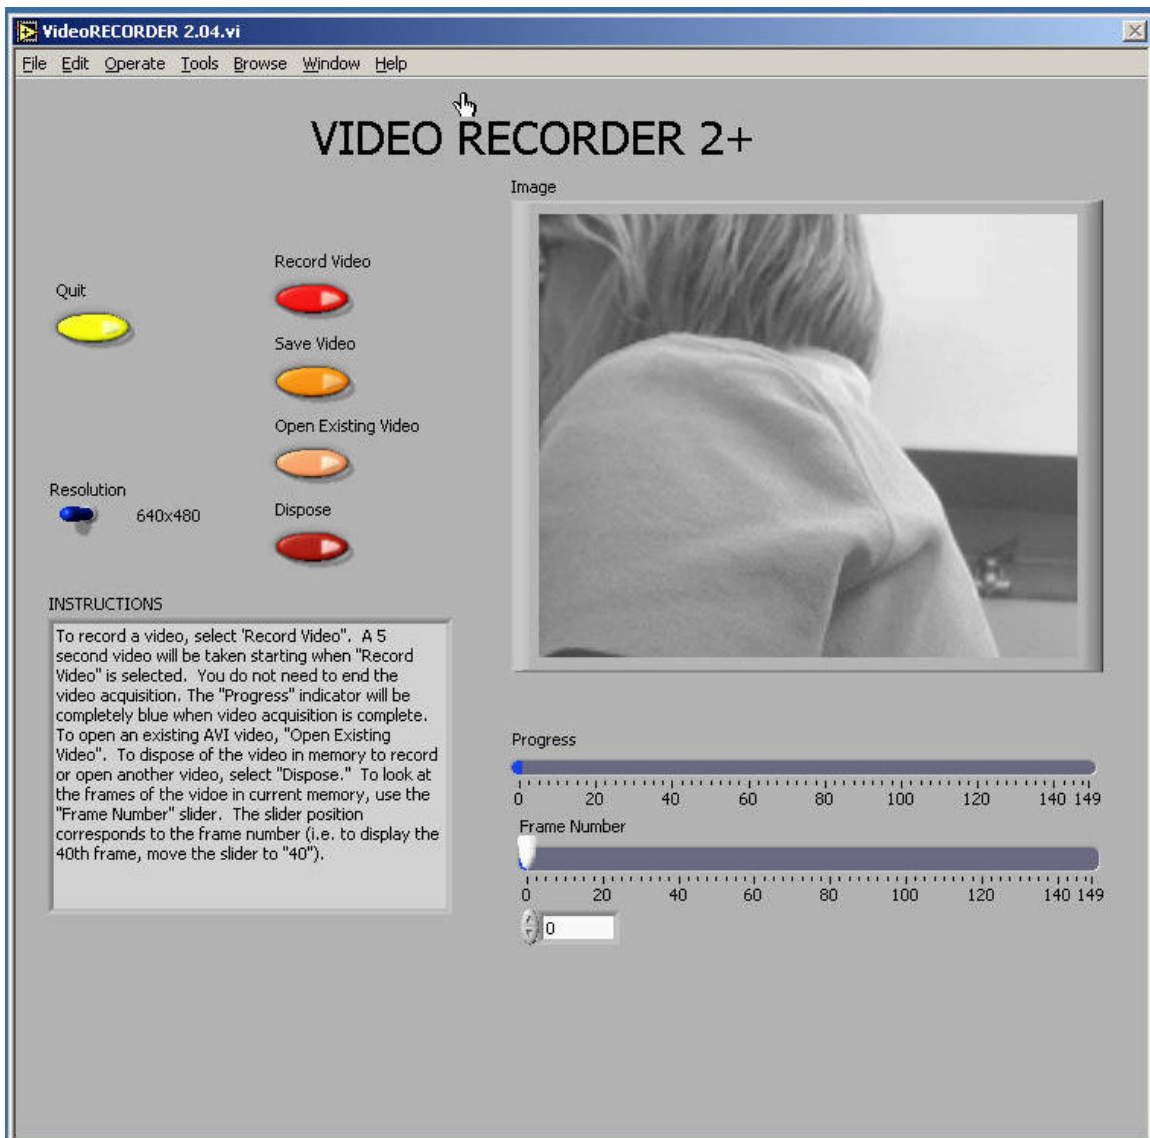 VideoRECORDER 2.04.vi
File Edit Operate Tools Browse Window Help
VIDEO RECORDER 2+
Image
Record Video
Quit
Save Video
Open Existing Video
Resolution
640x480
Dispose
INSTRUCTIONS
To record a video, select 'Record Video". A 5
second video will be taken starting when "Record
Video" is selected. You do not need to end the
video acquisition. The "Progress" indicator will be
completely blue when video acquisition is complete.
To open an existing AVI video, "Open Existing
Video". To dispose of the video in memory to record
or open another video, select "Dispose." To look at
the frames of the vidoe in current memory, use the
"Frame Number" slider. The slider position
corresponds to the frame number (i.e. to display the
40th frame, move the slider to "40").
Progress
0 20 40 60 80 100 120 140 149
Frame Number
0 20 40 60 80 100 120 140 149
0